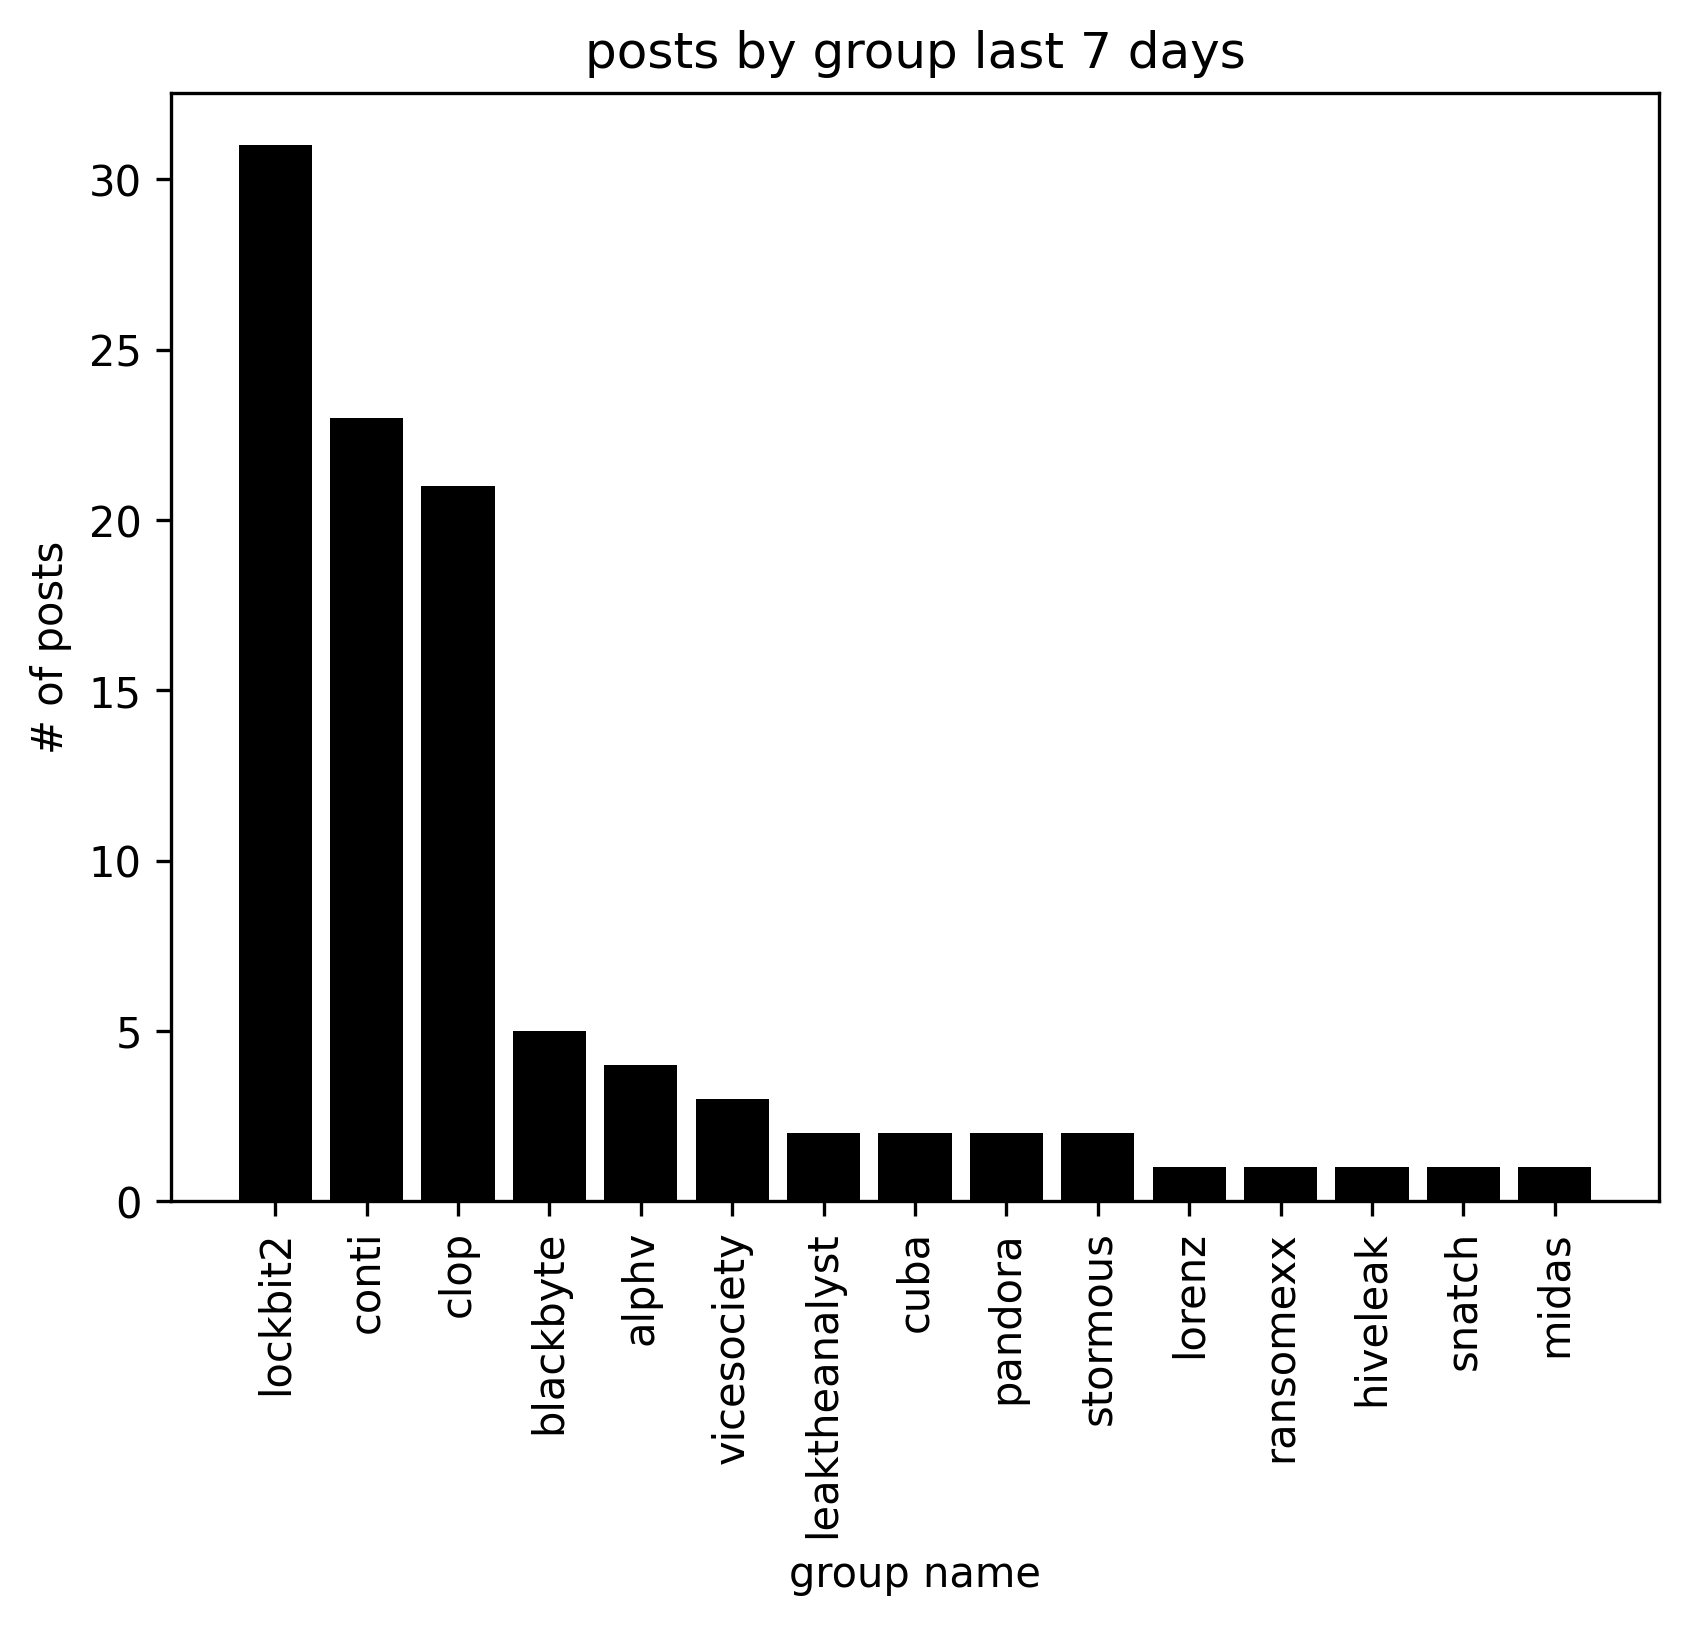 posts by group last 7 days
# of posts
30
25
20
15
10
5
0
lockbit2
conti
clop
blackbyte
alphv
vicesociety
leaktheanalyst
cuba
pandora
stormous
lorenz
ransomexx
hiveleak
snatch
midas
group name